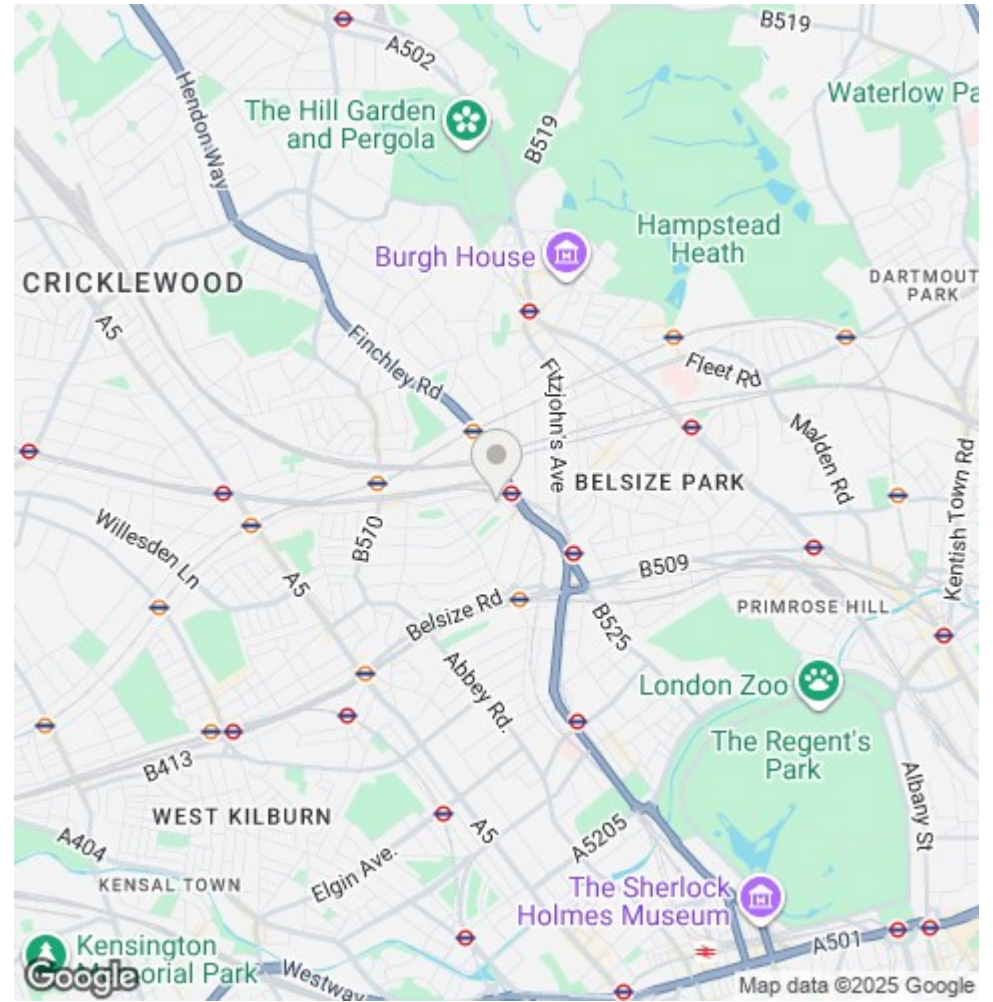 B519
A502
Waterlow Pa
The Hill Garden
and Pergola
B519
Hendon Way
Hampstead
Heath
Burgh House
DARTMOUT
PARK
CRICKLEWOOD
A5
Finchley Rd
Fitzjohn's Ave
Fleet Rd
Malden Rd
BELSIZE PARK
Kentish Town Rd
Willesden Ln
B570
A5
B509
Belsize Rd
B525
PRIMROSE HILL
Abbey Rd.
London Zoo
The Regent's
Park
B413
Albany St
WEST KILBURN
A5
A5205
A404
Elgin Ave.
KENSAL TOWN
The Sherlock
Holmes Museum
A501
Kensington
Memorial Park
Westway
Google
Map data ©2025 Google